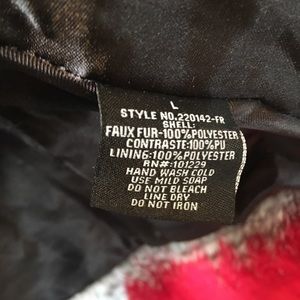 L
STYLE NO.220142-FR
SHELL:
FAUX FUR-100%POLYESTER
CONTRASTE:100%PU
LINING:100%POLYESTER
RN#:101229
HAND WASH COLD
USE MILD SOAP
DO NOT BLEACH
LINE DRY
DO NOT IRON